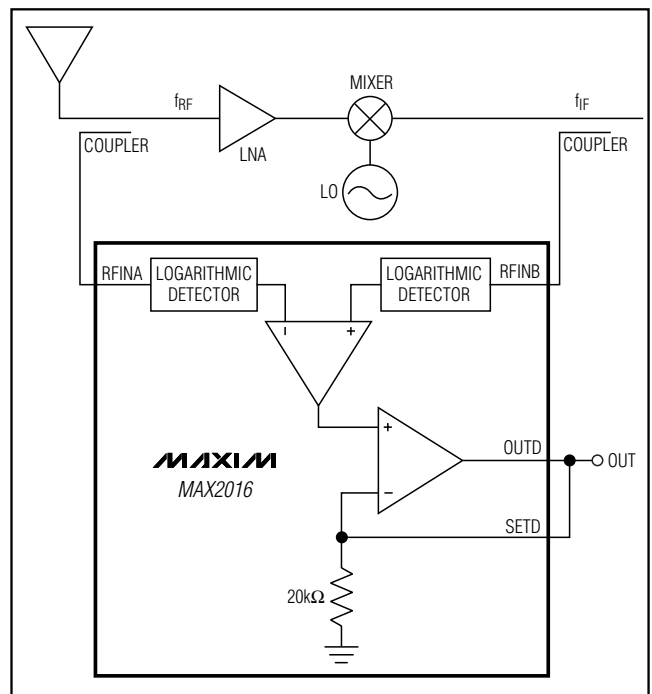 MIXER
fRF
fIF
COUPLER
LNA
COUPLER
LO
RFINA
LOGARITHMIC
DETECTOR
LOGARITHMIC
DETECTOR
RFINB
− +
+
MAXIM
MAX2016
OUTD
OUT
−
SETD
20kΩ